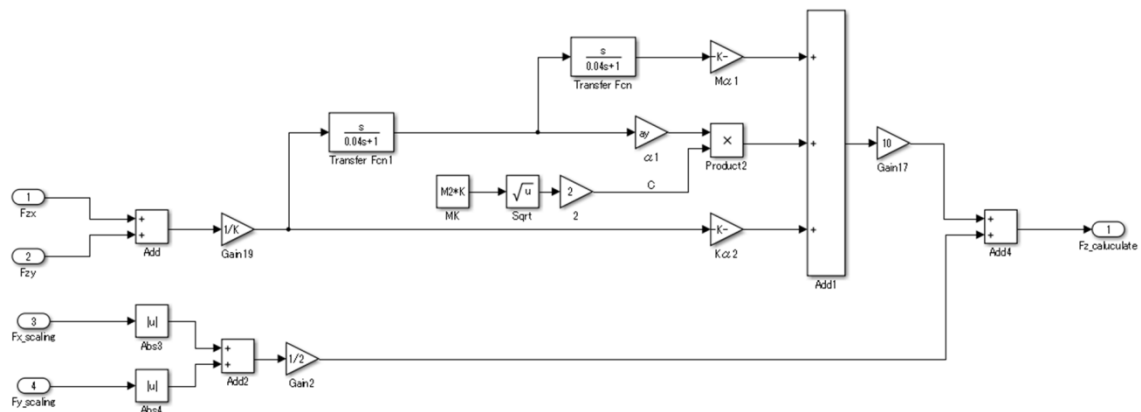 s
0.04s+1
Transfer Fcn
-K-
Mα1
+
s
0.04s+1
Transfer Fcn1
ay
α1
×
Product2
+
10
Gain17
M2*K
MK
√u
Sqrt
2
2
C
1
Fzx
+
+
Add
1/K
Gain19
-K-
Kα2
+
Add1
2
Fzy
+
+
Add4
1
Fz_caluculate
3
Fx_scaling
|u|
Abs3
+
+
Add2
1/2
Gain2
4
Fy_scaling
|u|
Abs4